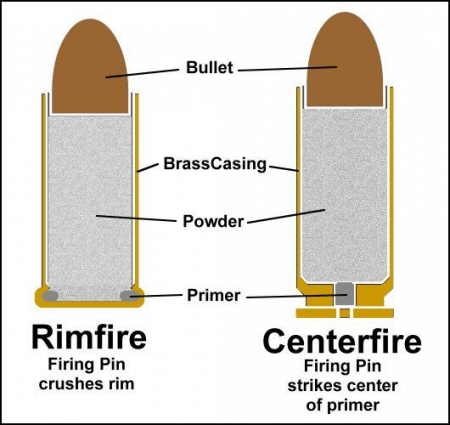 Bullet
BrassCasing
Powder
Primer
Rimfire
Firing Pin
crushes rim
Centerfire
Firing Pin
strikes center
of primer